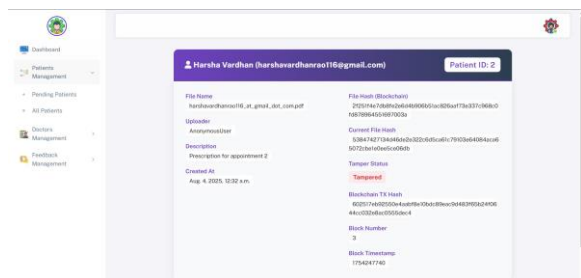 Dashboard
Patients
Management
Pending Patients
All Patients
Doctors
Management
Feedback
Management
Harsha Vardhan (harshavardhanrao116@gmail.com)
Patient ID: 2
File Name
harshavardhanrao116_at_gmail_dot_com.pdf
Uploader
AnonymousUser
Description
Prescription for appointment 2
Created At
Aug. 4, 2025, 12:32 a.m.
File Hash (Blockchain)
Current File Hash
Tamper Status
Tampered
Blockchain TX Hash
Block Number
3
Block Timestamp
1754247740